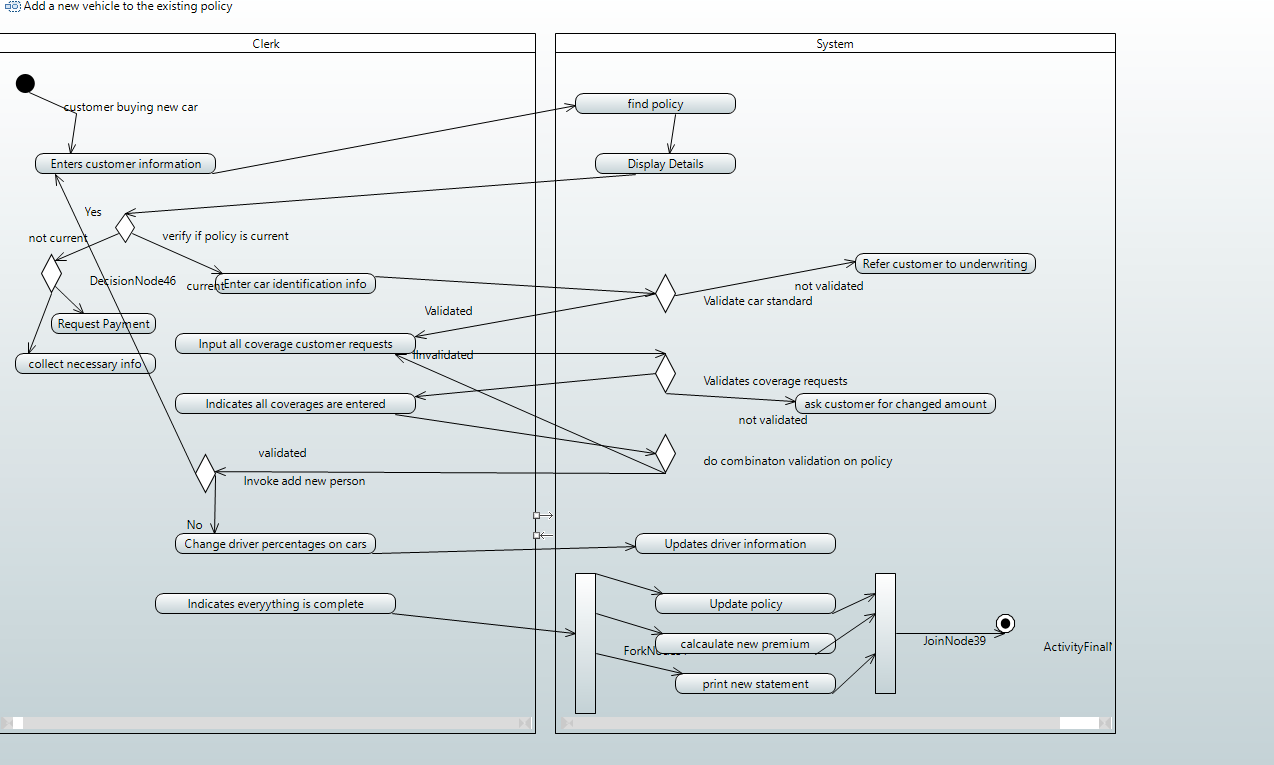 Add a new vehicle to the existing policy
Clerk
System
customer buying new car
find policy
Enters customer information
Display Details
Yes
not current
verify if policy is current
DecisionNode46
current
Enter car identification info
Refer customer to underwriting
not validated
Validate car standard
Validated
Request Payment
Input all coverage customer requests
IInvalidated
collect necessary info
Validates coverage requests
Indicates all coverages are entered
ask customer for changed amount
not validated
validated
do combinaton validation on policy
Invoke add new person
No
Change driver percentages on cars
Updates driver information
Indicates everyything is complete
Update policy
calcaulate new premium
JoinNode39
ActivityFinal
print new statement